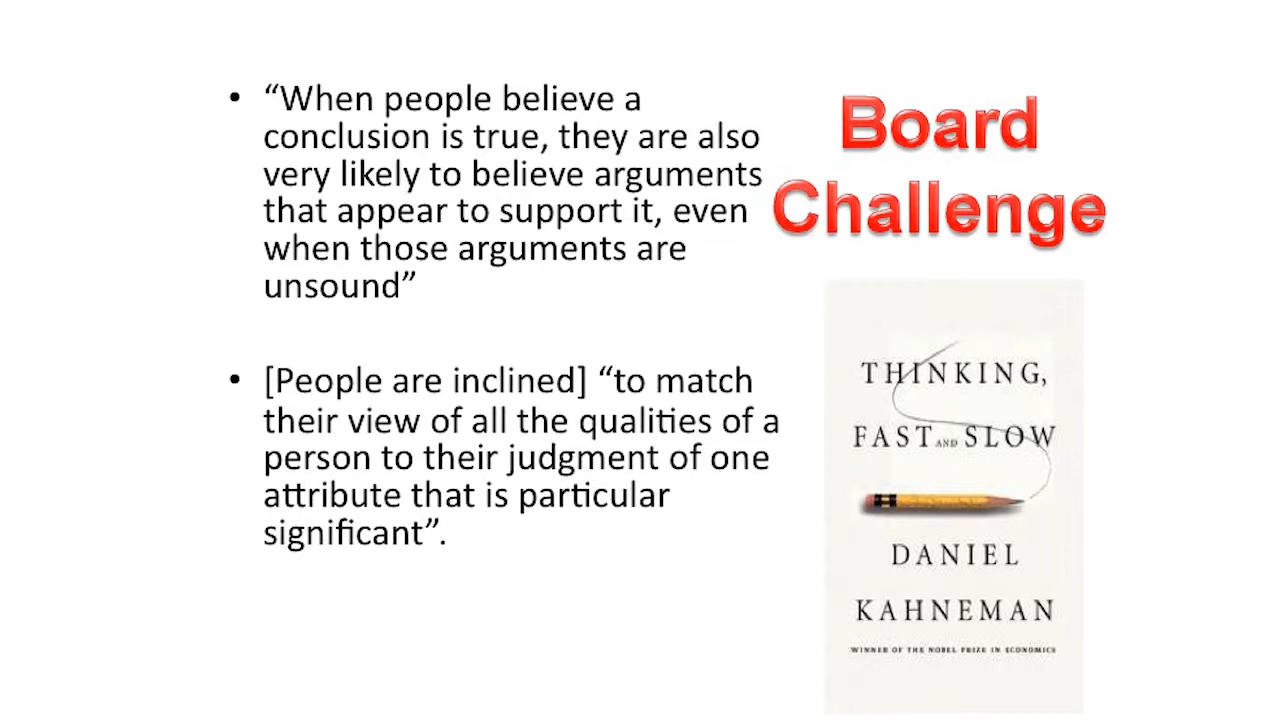 • “When people believe a
conclusion is true, they are also
very likely to believe arguments
that appear to support it, even
when those arguments are
unsound”
• [People are inclined] “to match
their view of all the qualities of a
person to their judgment of one
attribute that is particular
significant”.
Board
Challenge
THINKING,
FAST AND SLOW
DANIEL
KAHNEMAN
WINNER OF THE NOBEL PRIZE IN ECONOMICS